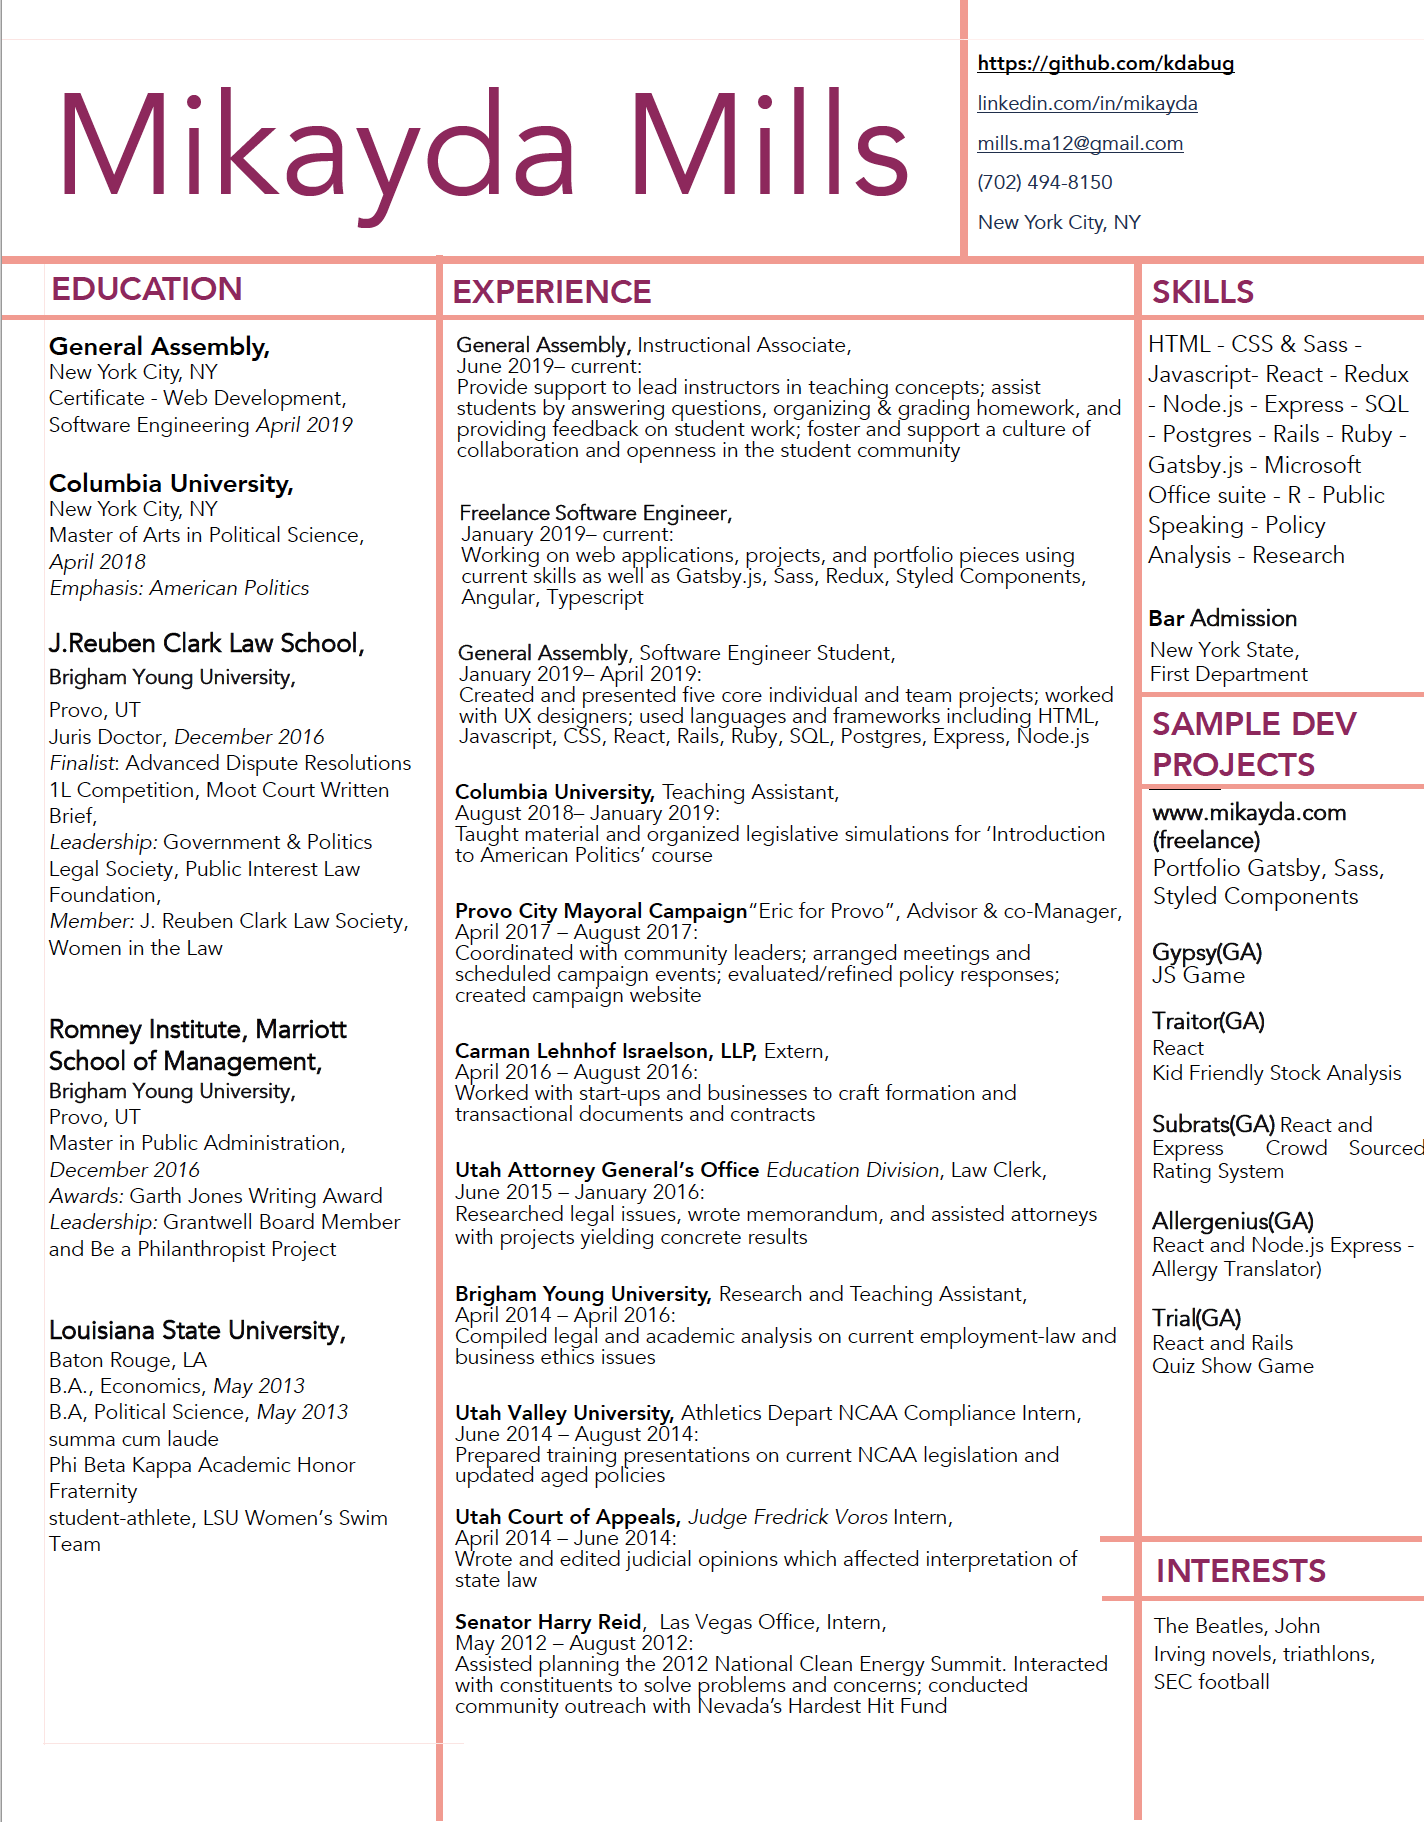 Mikayda Mills
https://github.com/kdabug
linkedin.com/in/mikayda
mills.ma12@gmail.com
(702) 494-8150
New York City, NY
EDUCATION
General Assembly,
New York City, NY
Certificate - Web Development,
Software Engineering April 2019
Columbia University,
New York City, NY
Master of Arts in Political Science,
April 2018
Emphasis: American Politics
J.Reuben Clark Law School,
Brigham Young University,
Provo, UT
Juris Doctor, December 2016
Finalist: Advanced Dispute Resolutions
1L Competition, Moot Court Written
Brief,
Leadership: Government & Politics
Legal Society, Public Interest Law
Foundation,
Member: J. Reuben Clark Law Society,
Women in the Law
Romney Institute, Marriott
School of Management,
Brigham Young University,
Provo, UT
Master in Public Administration,
December 2016
Awards: Garth Jones Writing Award
Leadership: Grantwell Board Member
and Be a Philanthropist Project
Louisiana State University,
Baton Rouge, LA
B.A., Economics, May 2013
B.A, Political Science, May 2013
summa cum laude
Phi Beta Kappa Academic Honor
Fraternity
student-athlete, LSU Women's Swim
Team
EXPERIENCE
General Assembly, Instructional Associate,
June 2019– current:
Provide support to lead instructors in teaching concepts; assist
students by answering questions, organizing & grading homework, and
providing feedback on student work; foster and support a culture of
collaboration and openness in the student community
Freelance Software Engineer,
January 2019– current:
Working on web applications, projects, and portfolio pieces using
current skills as well as Gatsby.js, Sass, Redux, Styled Components,
Angular, Typescript
General Assembly, Software Engineer Student,
January 2019– April 2019:
Created and presented five core individual and team projects; worked
with UX designers; used languages and frameworks including HTML,
Javascript, CSS, React, Rails, Ruby, SQL, Postgres, Express, Node.js
Columbia University, Teaching Assistant,
August 2018– January 2019:
Taught material and organized legislative simulations for ‘Introduction
to American Politics’ course
Provo City Mayoral Campaign“Eric for Provo”, Advisor & co-Manager,
April 2017 – August 2017:
Coordinated with community leaders; arranged meetings and
scheduled campaign events; evaluated/refined policy responses;
created campaign website
Carman Lehnhof Israelson, LLP, Extern,
April 2016 – August 2016:
Worked with start-ups and businesses to craft formation and
transactional documents and contracts
Utah Attorney General’s Office Education Division, Law Clerk,
June 2015 – January 2016:
Researched legal issues, wrote memorandum, and assisted attorneys
with projects yielding concrete results
Brigham Young University, Research and Teaching Assistant,
April 2014 – April 2016:
Compiled legal and academic analysis on current employment-law and
business ethics issues
Utah Valley University, Athletics Depart NCAA Compliance Intern,
June 2014 – August 2014:
Prepared training presentations on current NCAA legislation and
updated aged policies
Utah Court of Appeals, Judge Fredrick Voros Intern,
April 2014 – June 2014:
Wrote and edited judicial opinions which affected interpretation of
state law
Senator Harry Reid, Las Vegas Office, Intern,
May 2012 – August 2012:
Assisted planning the 2012 National Clean Energy Summit. Interacted
with constituents to solve problems and concerns; conducted
community outreach with Nevada’s Hardest Hit Fund
SKILLS
HTML - CSS & Sass -
Javascript- React - Redux
- Node.js - Express - SQL
- Postgres - Rails - Ruby -
Gatsby.js - Microsoft
Office suite - R - Public
Speaking - Policy
Analysis - Research
Bar Admission
New York State,
First Department
SAMPLE DEV
PROJECTS
www.mikayda.com
(freelance)
Portfolio Gatsby, Sass,
Styled Components
Gypsy(GA)
JS Game
Traitor(GA)
React
Kid Friendly Stock Analysis
Subrats(GA) React and
Express Crowd Sourced
Rating System
Allergenius(GA)
React and Node.js Express -
Allergy Translator)
Trial(GA)
React and Rails
Quiz Show Game
INTERESTS
The Beatles, John
Irving novels, triathlons,
SEC football